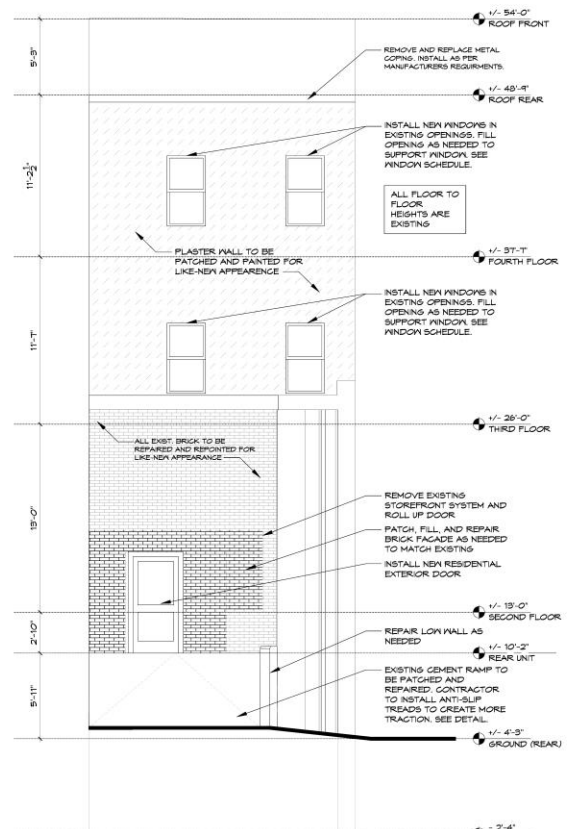 +/- 54'-0"
ROOF FRONT
5'-3"
REMOVE AND REPLACE METAL
COPING. INSTALL AS PER
MANUFACTURERS REQUIRMENTS.
+/- 48'-9"
ROOF REAR
INSTALL NEW WINDOWS IN
EXISTING OPENINGS. FILL
OPENING AS NEEDED TO
SUPPORT WINDOW. SEE
WINDOW SCHEDULE.
11'-2½"
ALL FLOOR TO
FLOOR
HEIGHTS ARE
EXISTING
PLASTER WALL TO BE
PATCHED AND PAINTED FOR
LIKE-NEW APPEARENCE
+/- 37'-7"
FOURTH FLOOR
INSTALL NEW WINDOWS IN
EXISTING OPENINGS. FILL
OPENING AS NEEDED TO
SUPPORT WINDOW. SEE
WINDOW SCHEDULE.
11'-7"
+/- 26'-0"
THIRD FLOOR
ALL EXIST. BRICK TO BE
REPAIRED AND REPOINTED FOR
LIKE-NEW APPEARANCE
REMOVE EXISTING
STOREFRONT SYSTEM AND
ROLL UP DOOR
13'-0"
PATCH, FILL, AND REPAIR
BRICK FACADE AS NEEDED
TO MATCH EXISTING
INSTALL NEW RESIDENTIAL
EXTERIOR DOOR
+/- 13'-0"
SECOND FLOOR
2'-10"
REPAIR LOW WALL AS
NEEDED
+/- 10'-2"
REAR UNIT
EXISTING CEMENT RAMP TO
BE PATCHED AND
REPAIRED. CONTRACTOR
TO INSTALL ANTI-SLIP
TREADS TO CREATE MORE
TRACTION. SEE DETAIL.
5'-11"
+/- 4'-3"
GROUND (REAR)
- 7'-4"